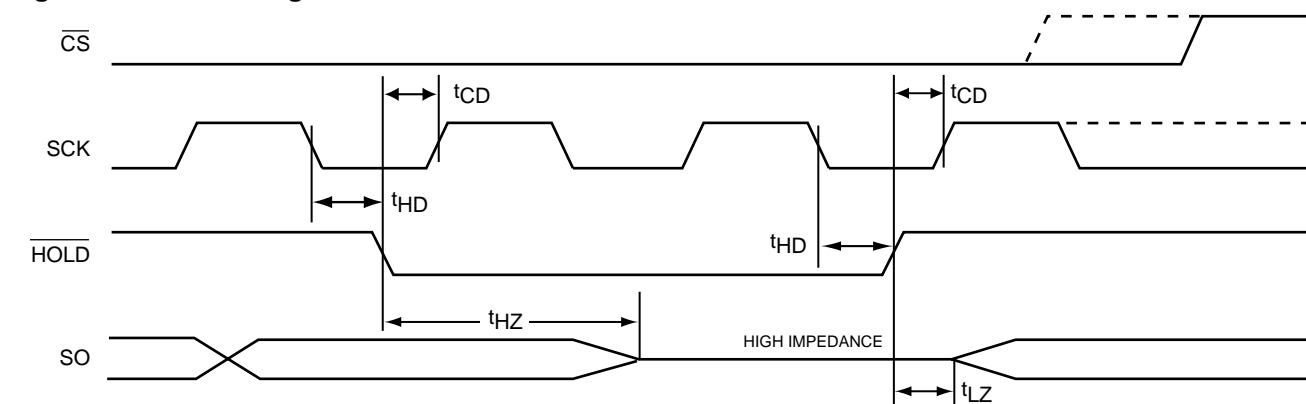 CS
tCD
tCD
SCK
tHD
HOLD
tHD
tHZ
SO
HIGH IMPEDANCE
tLZ